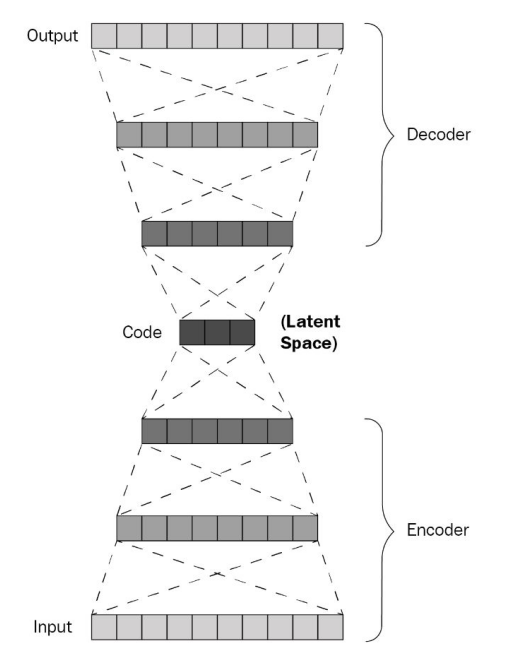 Output
Decoder
Code
(Latent
Space)
Encoder
Input